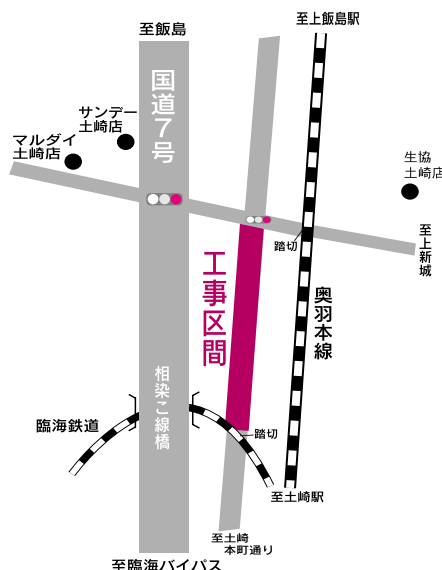 至上飯島駅
至飯島
国道7号
サンデー
土崎店
マルダイ
土崎店
生協
土崎店
踏切
至上新城
工事区間
奥羽本線
相染こ線橋
臨海鉄道
踏切
至土崎駅
至土崎
本町通り
至臨海バイパス